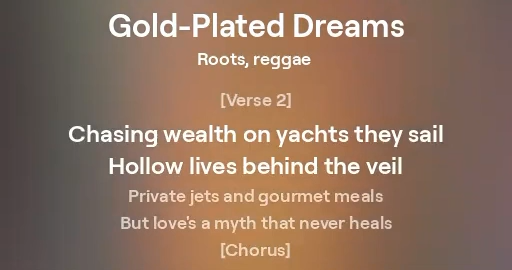 Gold-Plated Dreams
Roots, reggae
[Verse 2]
Chasing wealth on yachts they sail
Hollow lives behind the veil
Private jets and gourmet meals
But love's a myth that never heals
[Chorus]